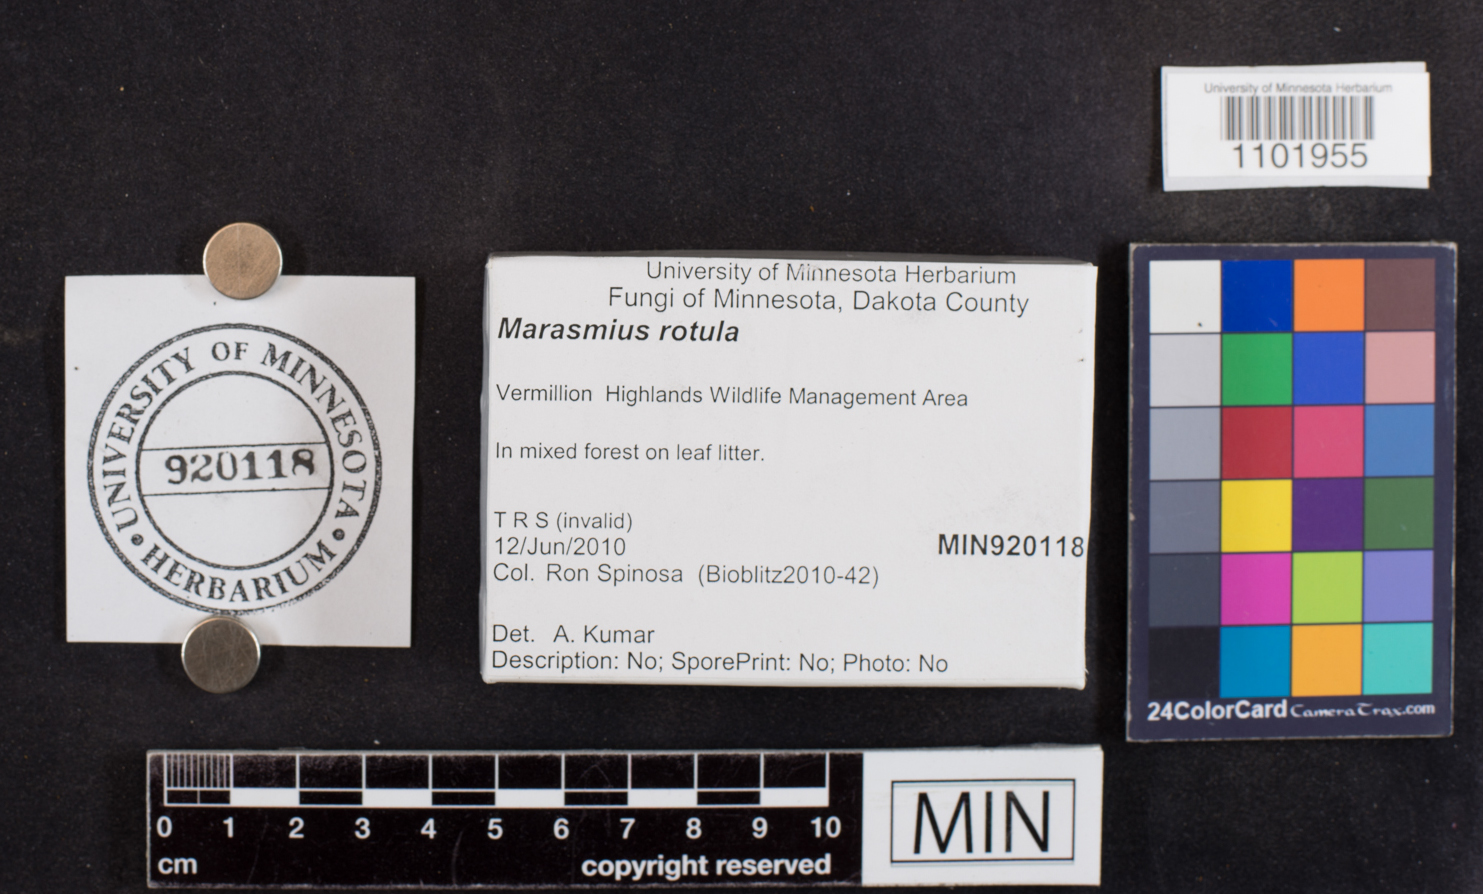 University of Minnesota Herbarium
1101955
UNIVERSITY OF MINNESOTA
920118
• HERBARIUM •
University of Minnesota Herbarium
Fungi of Minnesota, Dakota County
Marasmius rotula
Vermillion Highlands Wildlife Management Area
In mixed forest on leaf litter.
T R S (invalid)
12/Jun/2010
MIN920118
Col. Ron Spinosa (Bioblitz2010-42)
Det. A. Kumar
Description: No; SporePrint: No; Photo: No
24ColorCard CameraTrax.com
0 1 2 3 4 5 6 7 8 9 10
cm copyright reserved
MIN